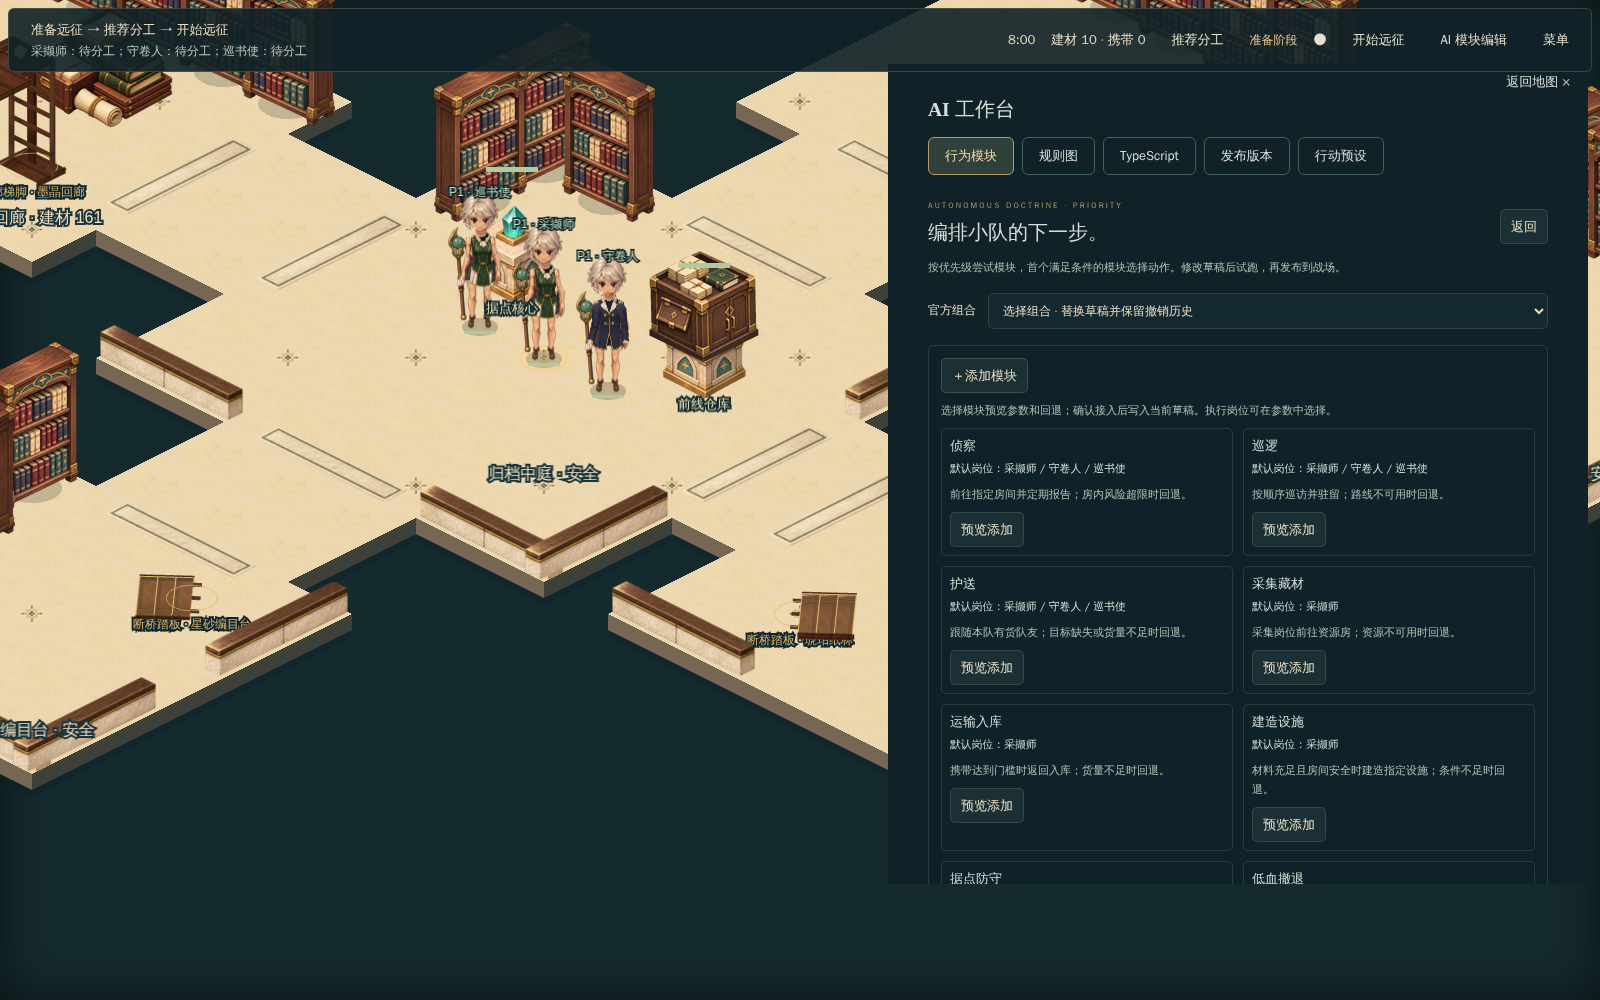 准备远征 → 推荐分工 → 开始远征
采撷师：待分工；守卷人：待分工；巡书使：待分工
8:00 建材 10 · 携带 0 推荐分工 准备阶段 开始远征 AI 模块编辑 菜单
返回地图 ×
AI 工作台
行为模块 规则图 TypeScript 发布版本 行动预设
AUTONOMOUS DOCTRINE · PRIORITY
编排小队的下一步。
返回
按优先级尝试模块，首个满足条件的模块选择动作。修改草稿后试跑，再发布到战场。
官方组合 选择组合 · 替换草稿并保留撤销历史
＋添加模块
选择模块预览参数和回退；确认接入后写入当前草稿。执行岗位可在参数中选择。
侦察
默认岗位：采撷师 / 守卷人 / 巡书使
前往指定房间并定期报告；房内风险超限时回退。
预览添加
巡逻
默认岗位：采撷师 / 守卷人 / 巡书使
按顺序巡访并驻留；路线不可用时回退。
预览添加
护送
默认岗位：采撷师 / 守卷人 / 巡书使
跟随本队有货队友；目标缺失或货量不足时回退。
预览添加
采集藏材
默认岗位：采撷师
采集岗位前往资源房；资源不可用时回退。
预览添加
运输入库
默认岗位：采撷师
携带达到门槛时返回入库；货量不足时回退。
预览添加
建造设施
默认岗位：采撷师
材料充足且房间安全时建造指定设施；条件不足时回
退。
预览添加
据点防守
低血撤退
梯脚 · 墨晶回廊
回廊 · 建材 161
P1 · 巡书使
P1 · 采撷师
P1 · 守卷人
据点核心
前线仓库
归档中庭 · 安全
断桥踏板 · 星砂编目台
断桥踏板
编目台 · 安全